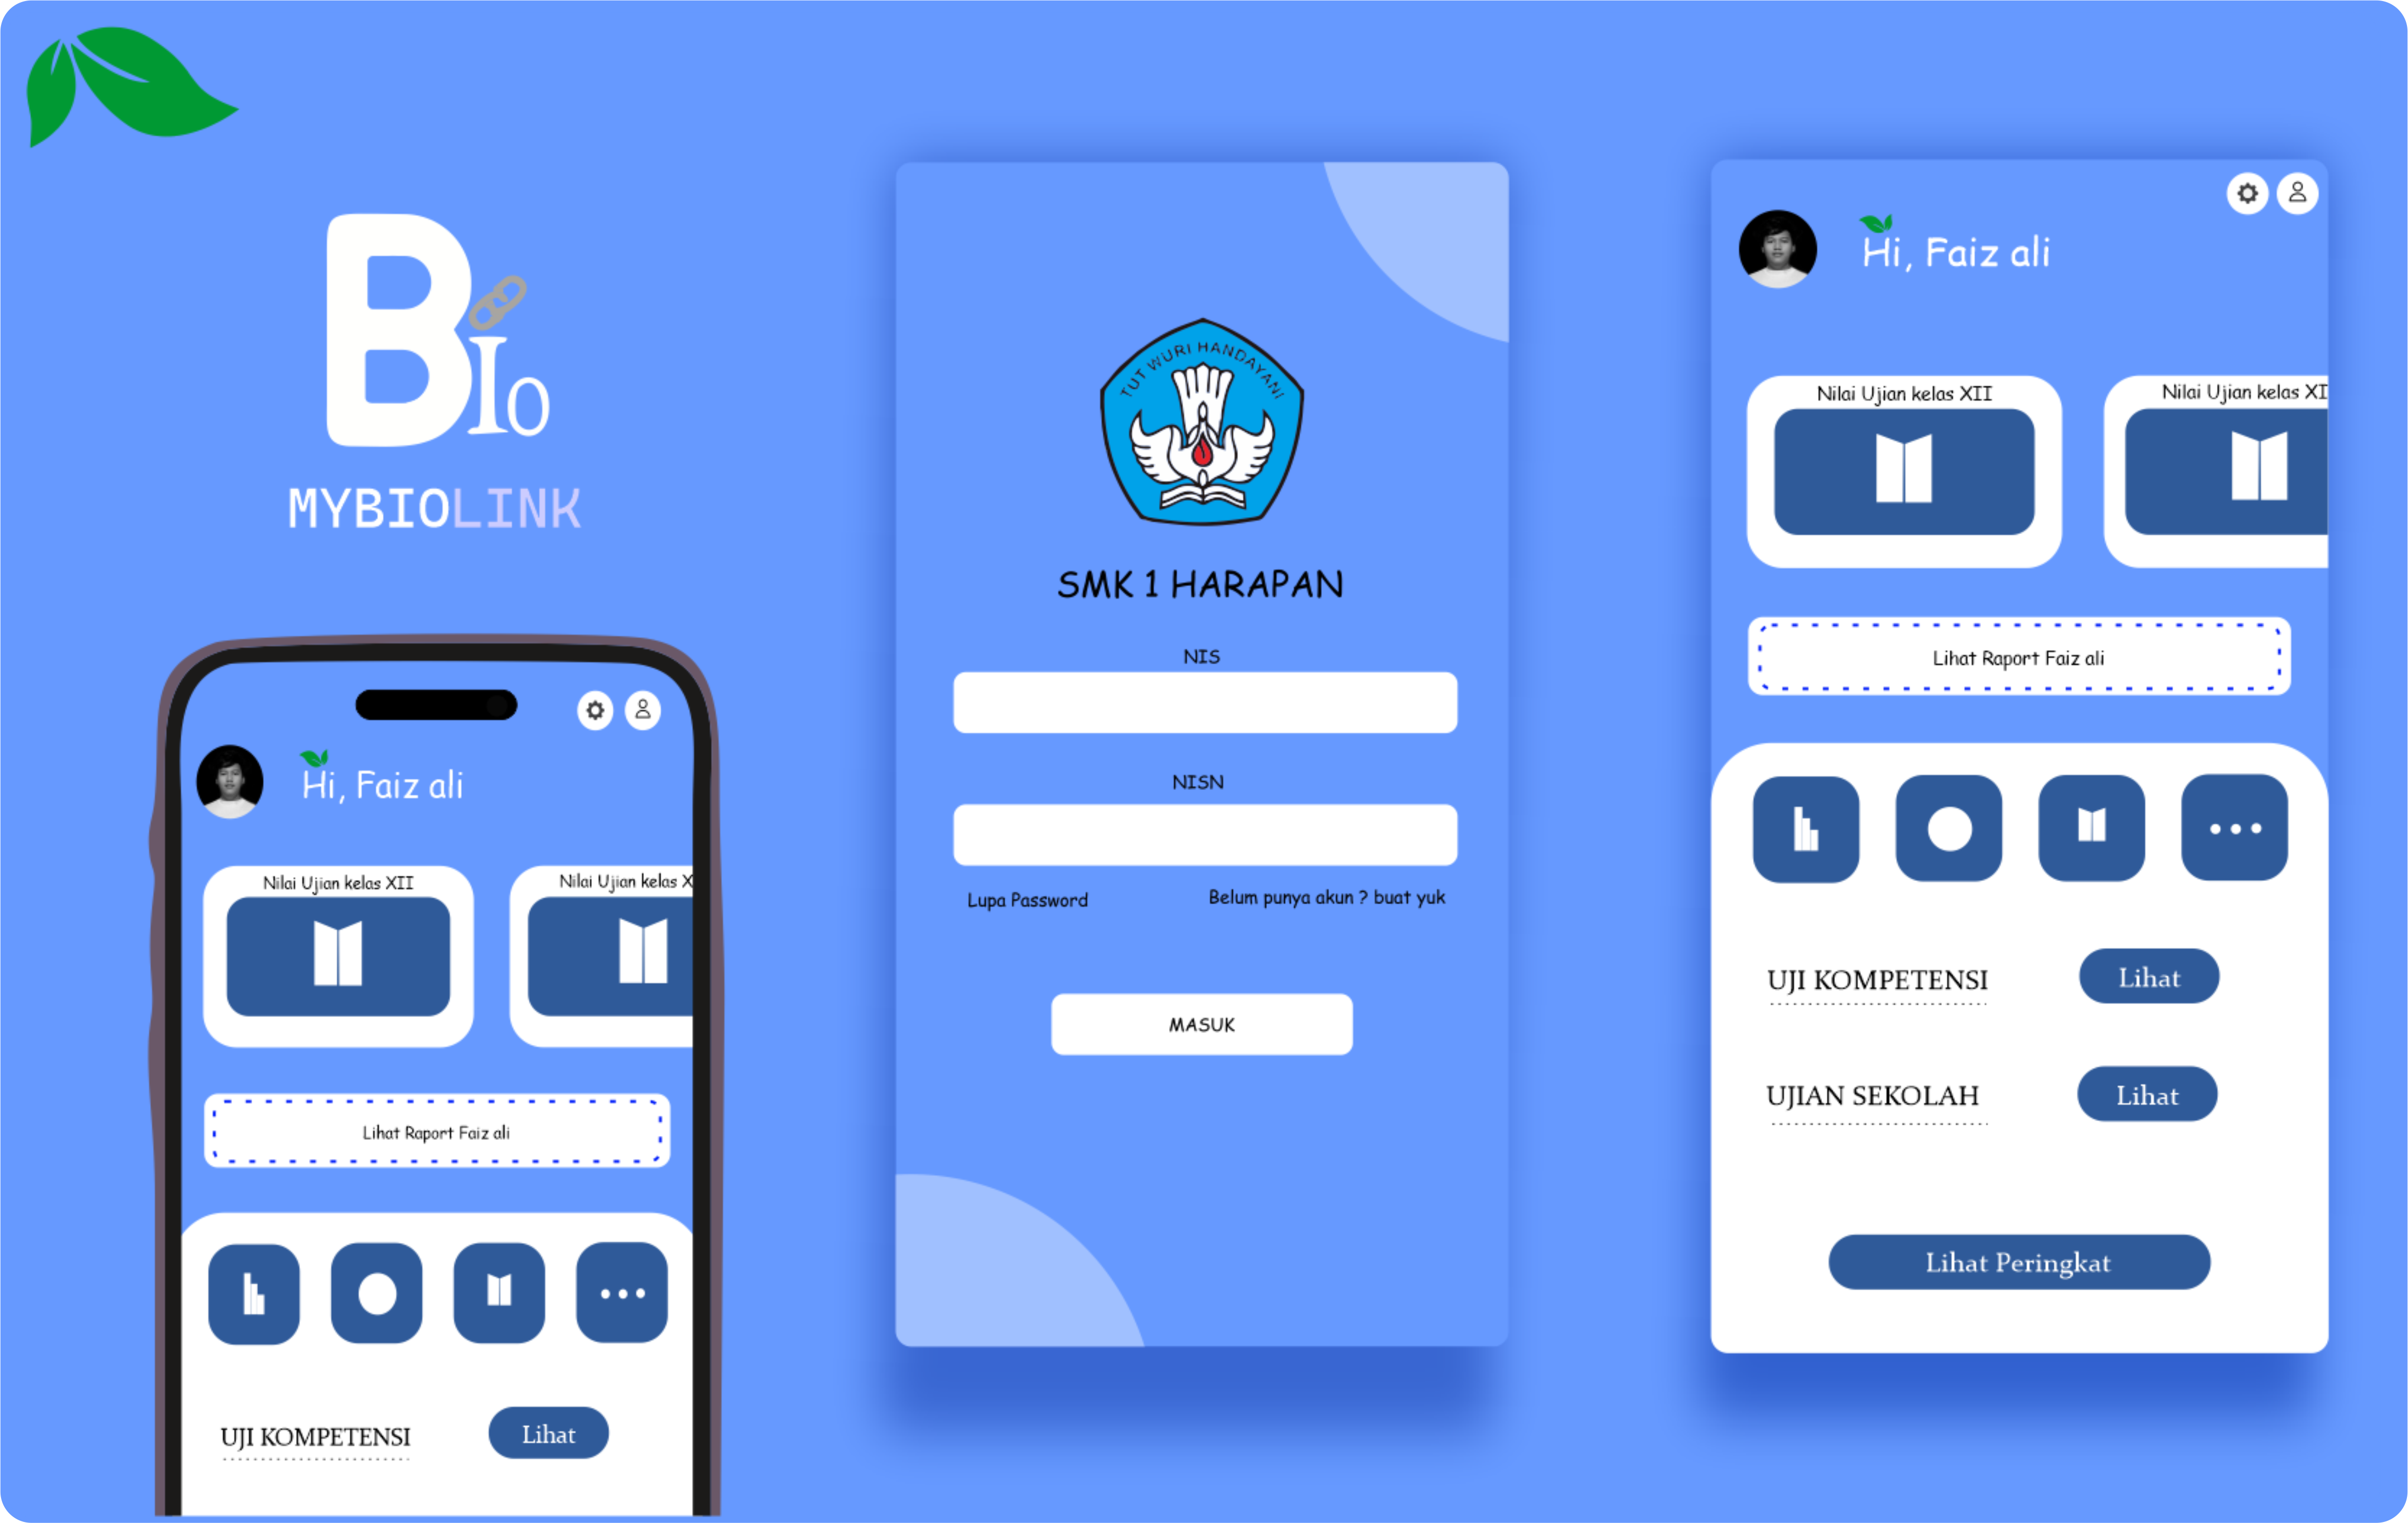 BIo
MYBIOLINK
Hi, Faiz ali
Nilai Ujian kelas XII
Nilai Ujian kelas X
Lihat Raport Faiz ali
UJI KOMPETENSI
Lihat
TUT WURI HANDAYANI
SMK 1 HARAPAN
NIS
NISN
Lupa Password
Belum punya akun ? buat yuk
MASUK
Hi, Faiz ali
Nilai Ujian kelas XII
Nilai Ujian kelas XI
Lihat Raport Faiz ali
UJI KOMPETENSI
Lihat
UJIAN SEKOLAH
Lihat
Lihat Peringkat